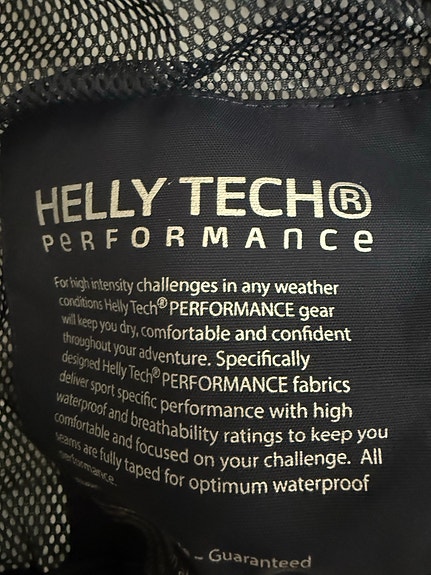 HELLY TECH®
PERFORMANCE
For high intensity challenges in any weather
conditions Helly Tech® PERFORMANCE gear
will keep you dry, comfortable and confident
throughout your adventure. Specifically
designed Helly Tech® PERFORMANCE fabrics
deliver sport specific performance with high
waterproof and breathability ratings to keep you
comfortable and focused on your challenge. All
seams are fully taped for optimum waterproof
performance.
– Guaranteed